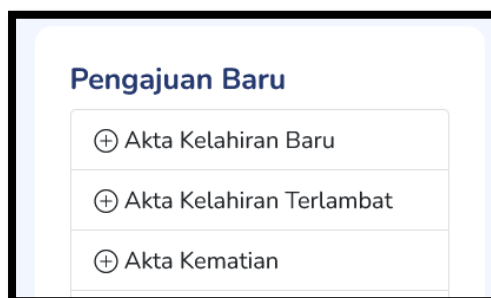 Pengajuan Baru
Akta Kelahiran Baru
Akta Kelahiran Terlambat
Akta Kematian